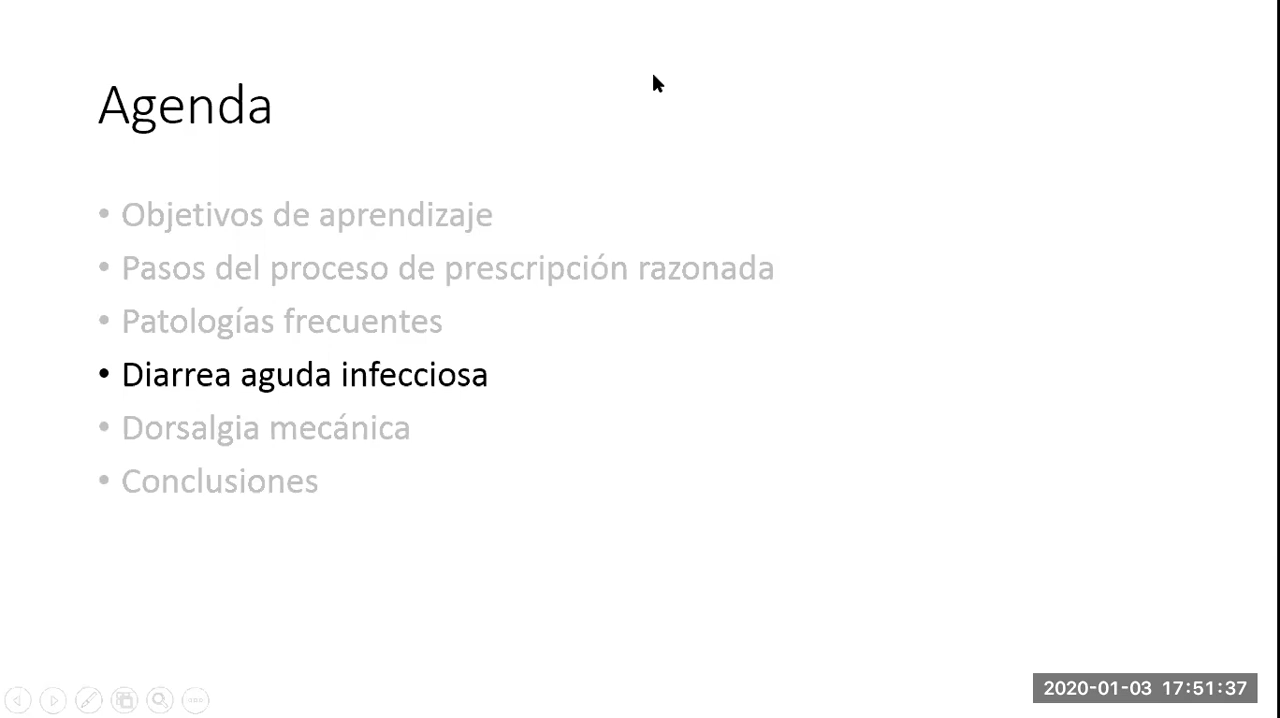 Agenda
• Objetivos de aprendizaje
• Pasos del proceso de prescripción razonada
• Patologías frecuentes
• Diarrea aguda infecciosa
• Dorsalgia mecánica
• Conclusiones
2020-01-03 17:51:37